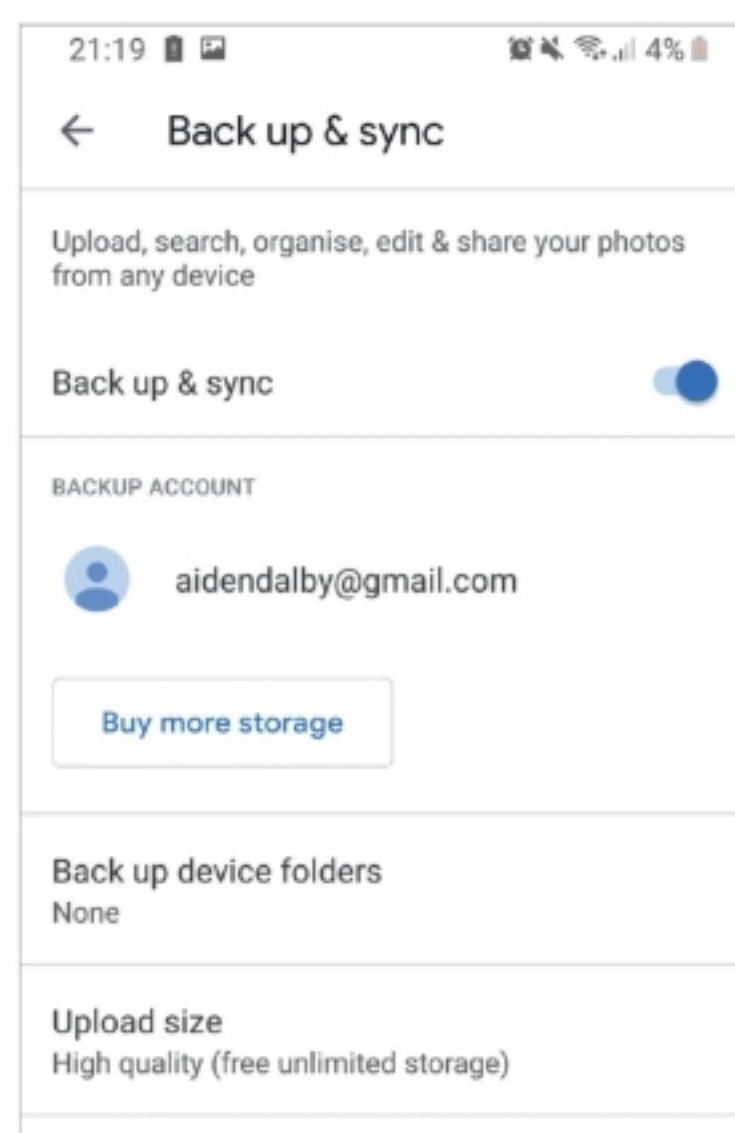 21:19 4%
Back up & sync
Upload, search, organise, edit & share your photos
from any device
Back up & sync
BACKUP ACCOUNT
aidendalby@gmail.com
Buy more storage
Back up device folders
None
Upload size
High quality (free unlimited storage)